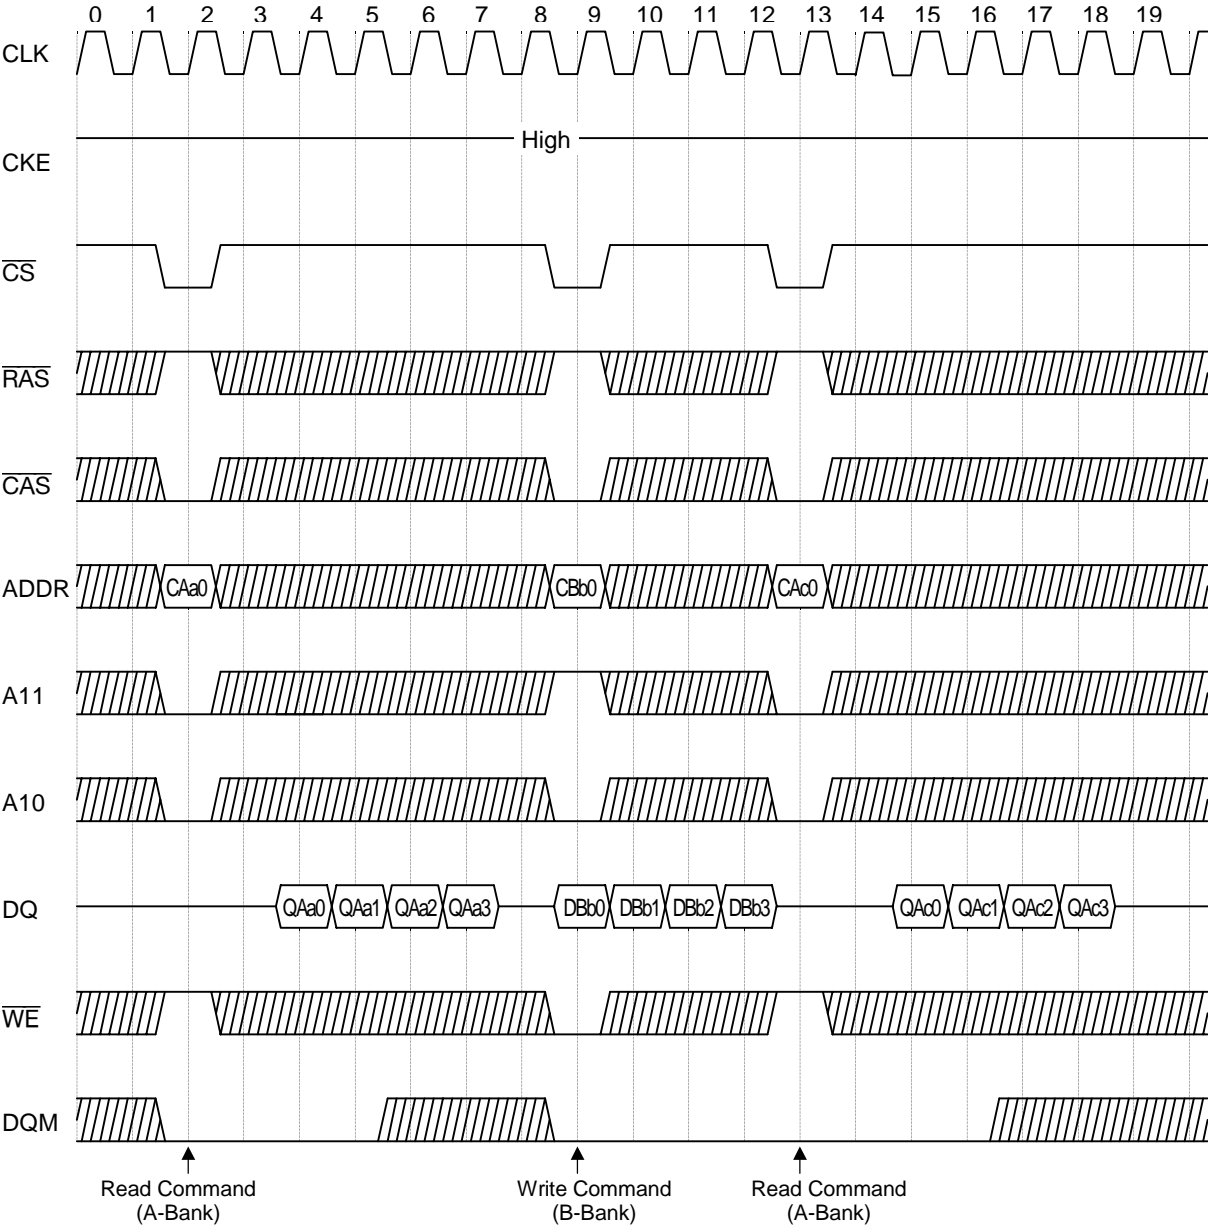 0 1 2 3 4 5 6 7 8 9 10 11 12 13 14 15 16 17 18 19
CLK
High
CKE
CS
RAS
CAS
ADDR CAa0 CBb0 CAc0
A11
A10
DQ QAa0 QAa1 QAa2 QAa3 DBb0 DBb1 DBb2 DBb3 QAc0 QAc1 QAc2 QAc3
WE
DQM
Read Command Write Command Read Command
(A-Bank) (B-Bank) (A-Bank)